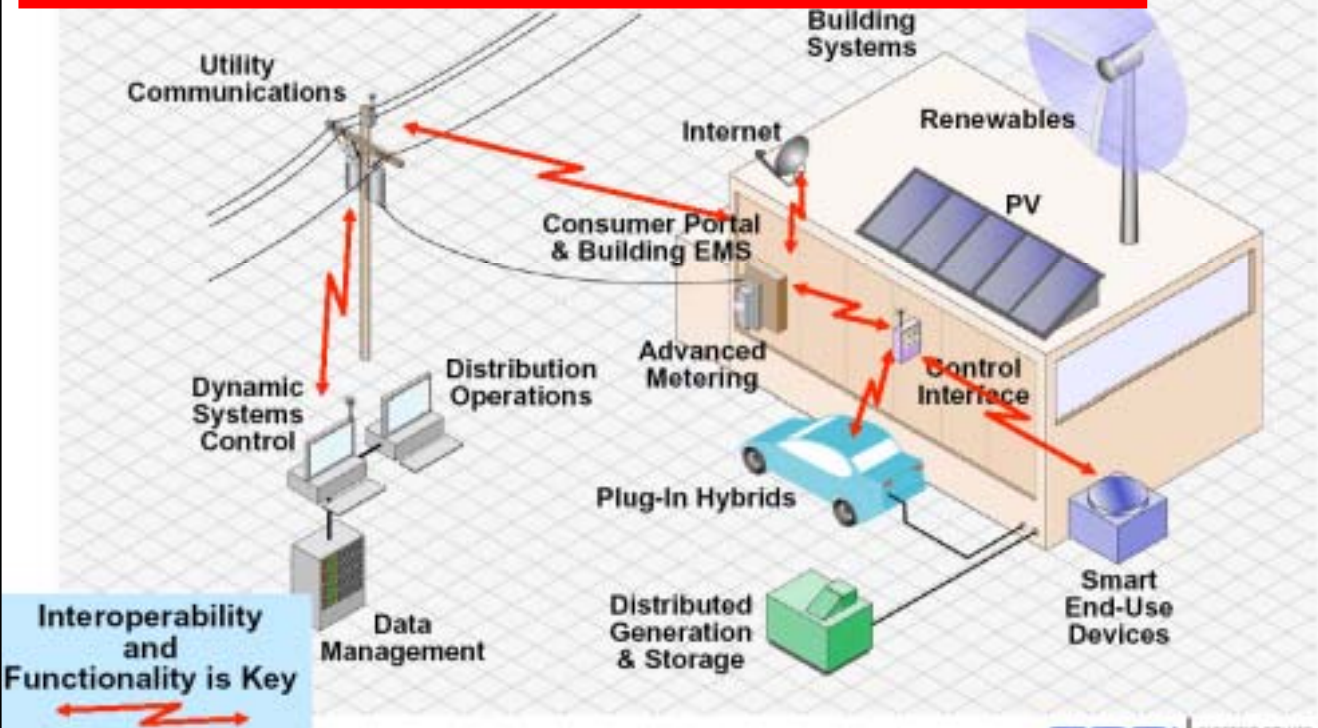 Building
Systems
Utility
Communications
Renewables
Internet
PV
Consumer Portal
& Building EMS
Advanced
Metering
Control
Interface
Distribution
Operations
Dynamic
Systems
Control
Plug-In Hybrids
Smart
End-Use
Devices
Distributed
Generation
& Storage
Data
Management
Interoperability
and
Functionality is Key